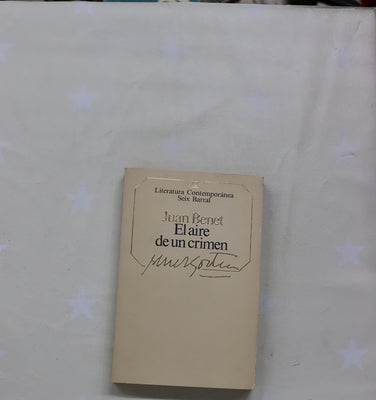 Literatura Contemporánea
Seix Barral
Juan Benet
El aire
de un crimen